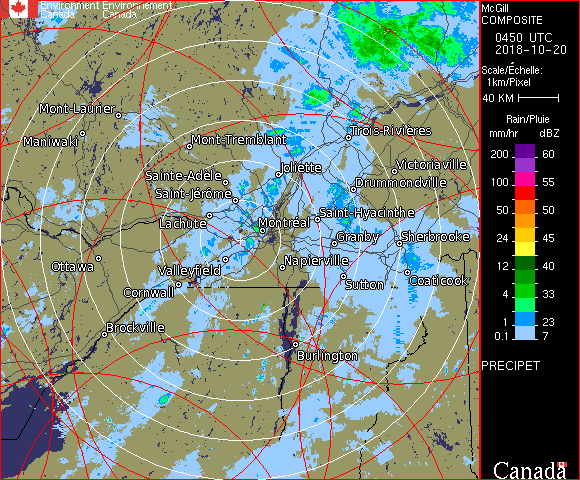 Environment Environnement
Canada Canada
McGill
COMPOSITE
0450 UTC
2018-10-20
Scale/Échelle:
1km/Pixel
40 KM
Rain/Pluie
mm/hr dBZ
200 60
100 55
50 50
24 45
12 40
4 33
1 23
0.1 7
PRECIPET
Canada
Mont-Laurier
Maniwaki
Mont-Tremblant
Trois-Rivières
Joliette
Victoriaville
Sainte-Adèle
Drummondville
Saint-Jérôme
Saint-Hyacinthe
Lachute
Montréal
Granby
Sherbrooke
Ottawa
Napierville
Valleyfield
Sutton
Coaticook
Cornwall
Brockville
Burlington